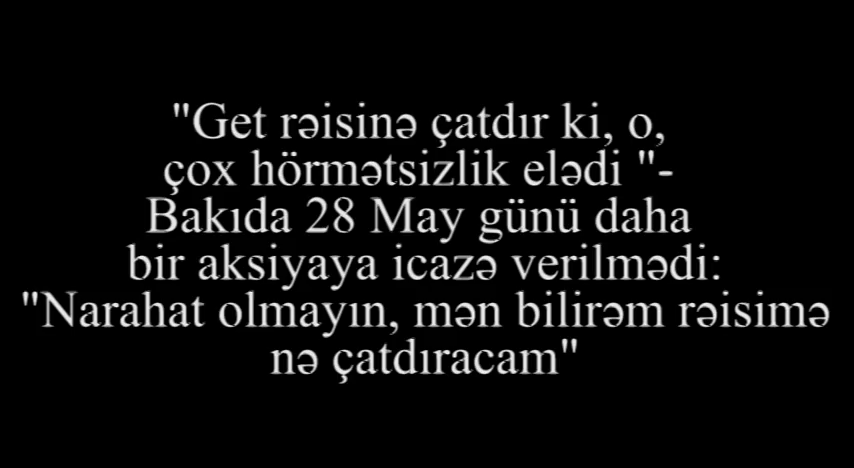 "Get rəisinə çatdır ki, o,
çox hörmətsizlik elədi "-
Bakıda 28 May günü daha
bir aksiyaya icazə verilmədi:
"Narahat olmayın, mən bilirəm rəisimə
nə çatdıracam"